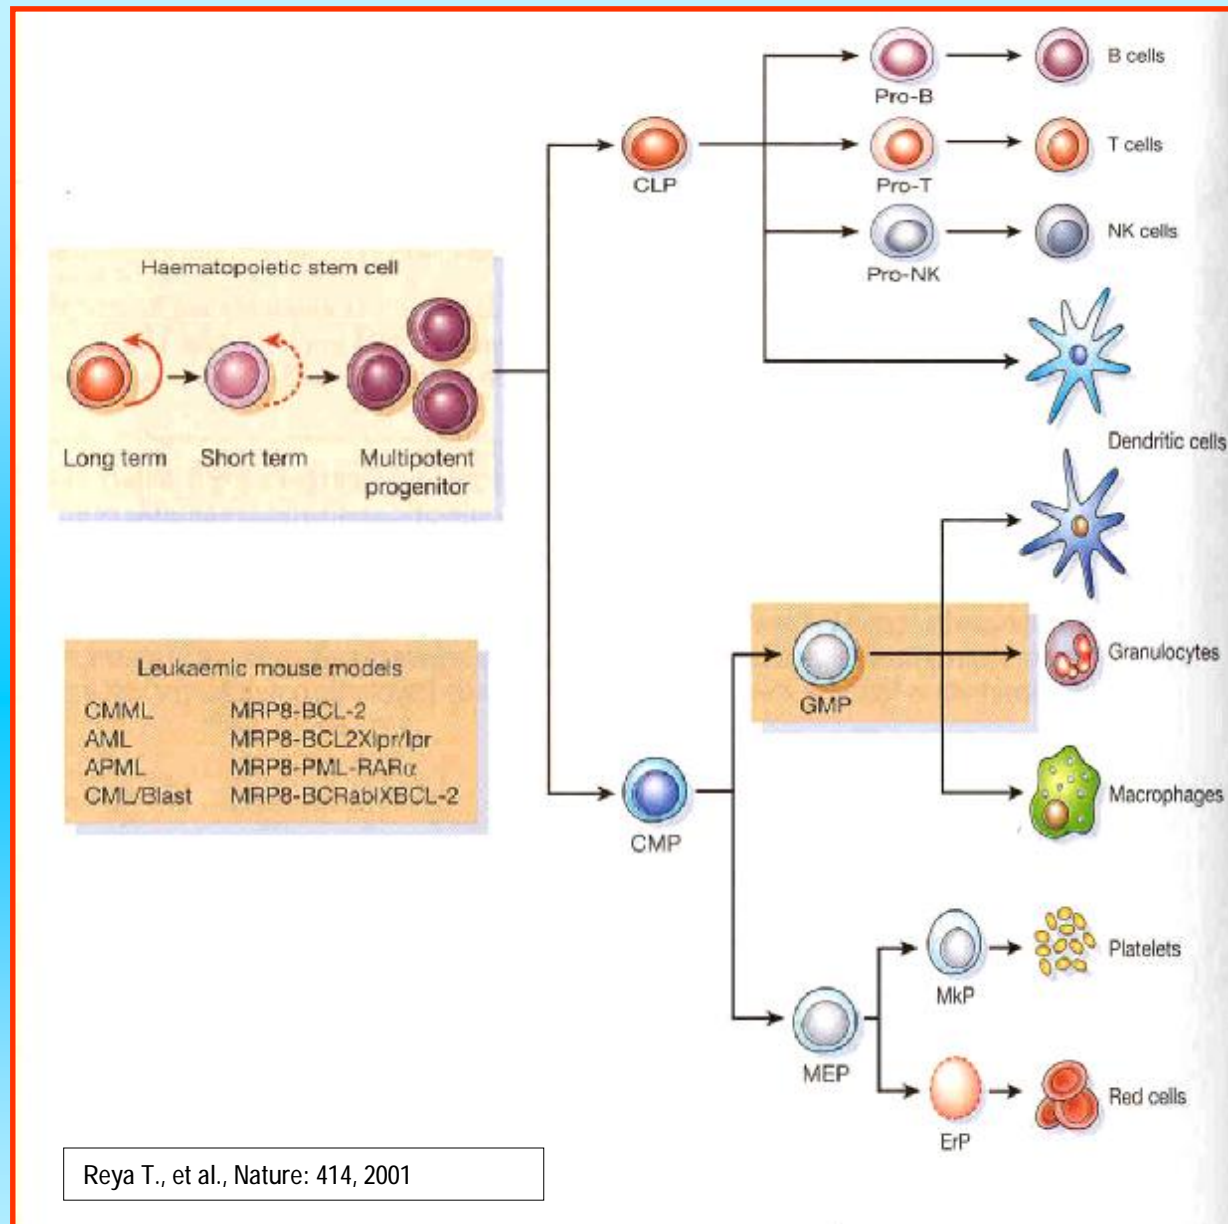 B cells
Pro-B
T cells
CLP
Pro-T
NK cells
Pro-NK
Haematopoietic stem cell
Long term
Short term
Multipotent
progenitor
Dendritic cells
Leukaemic mouse models
CMML MRP8-BCL-2
AML MRP8-BCL2Xlpr/lpr
APML MRP8-PML-RARα
CML/Blast MRP8-BCRablXBCL-2
GMP
Granulocytes
CMP
Macrophages
MkP
Platelets
MEP
ErP
Red cells
Reya T., et al., Nature: 414, 2001